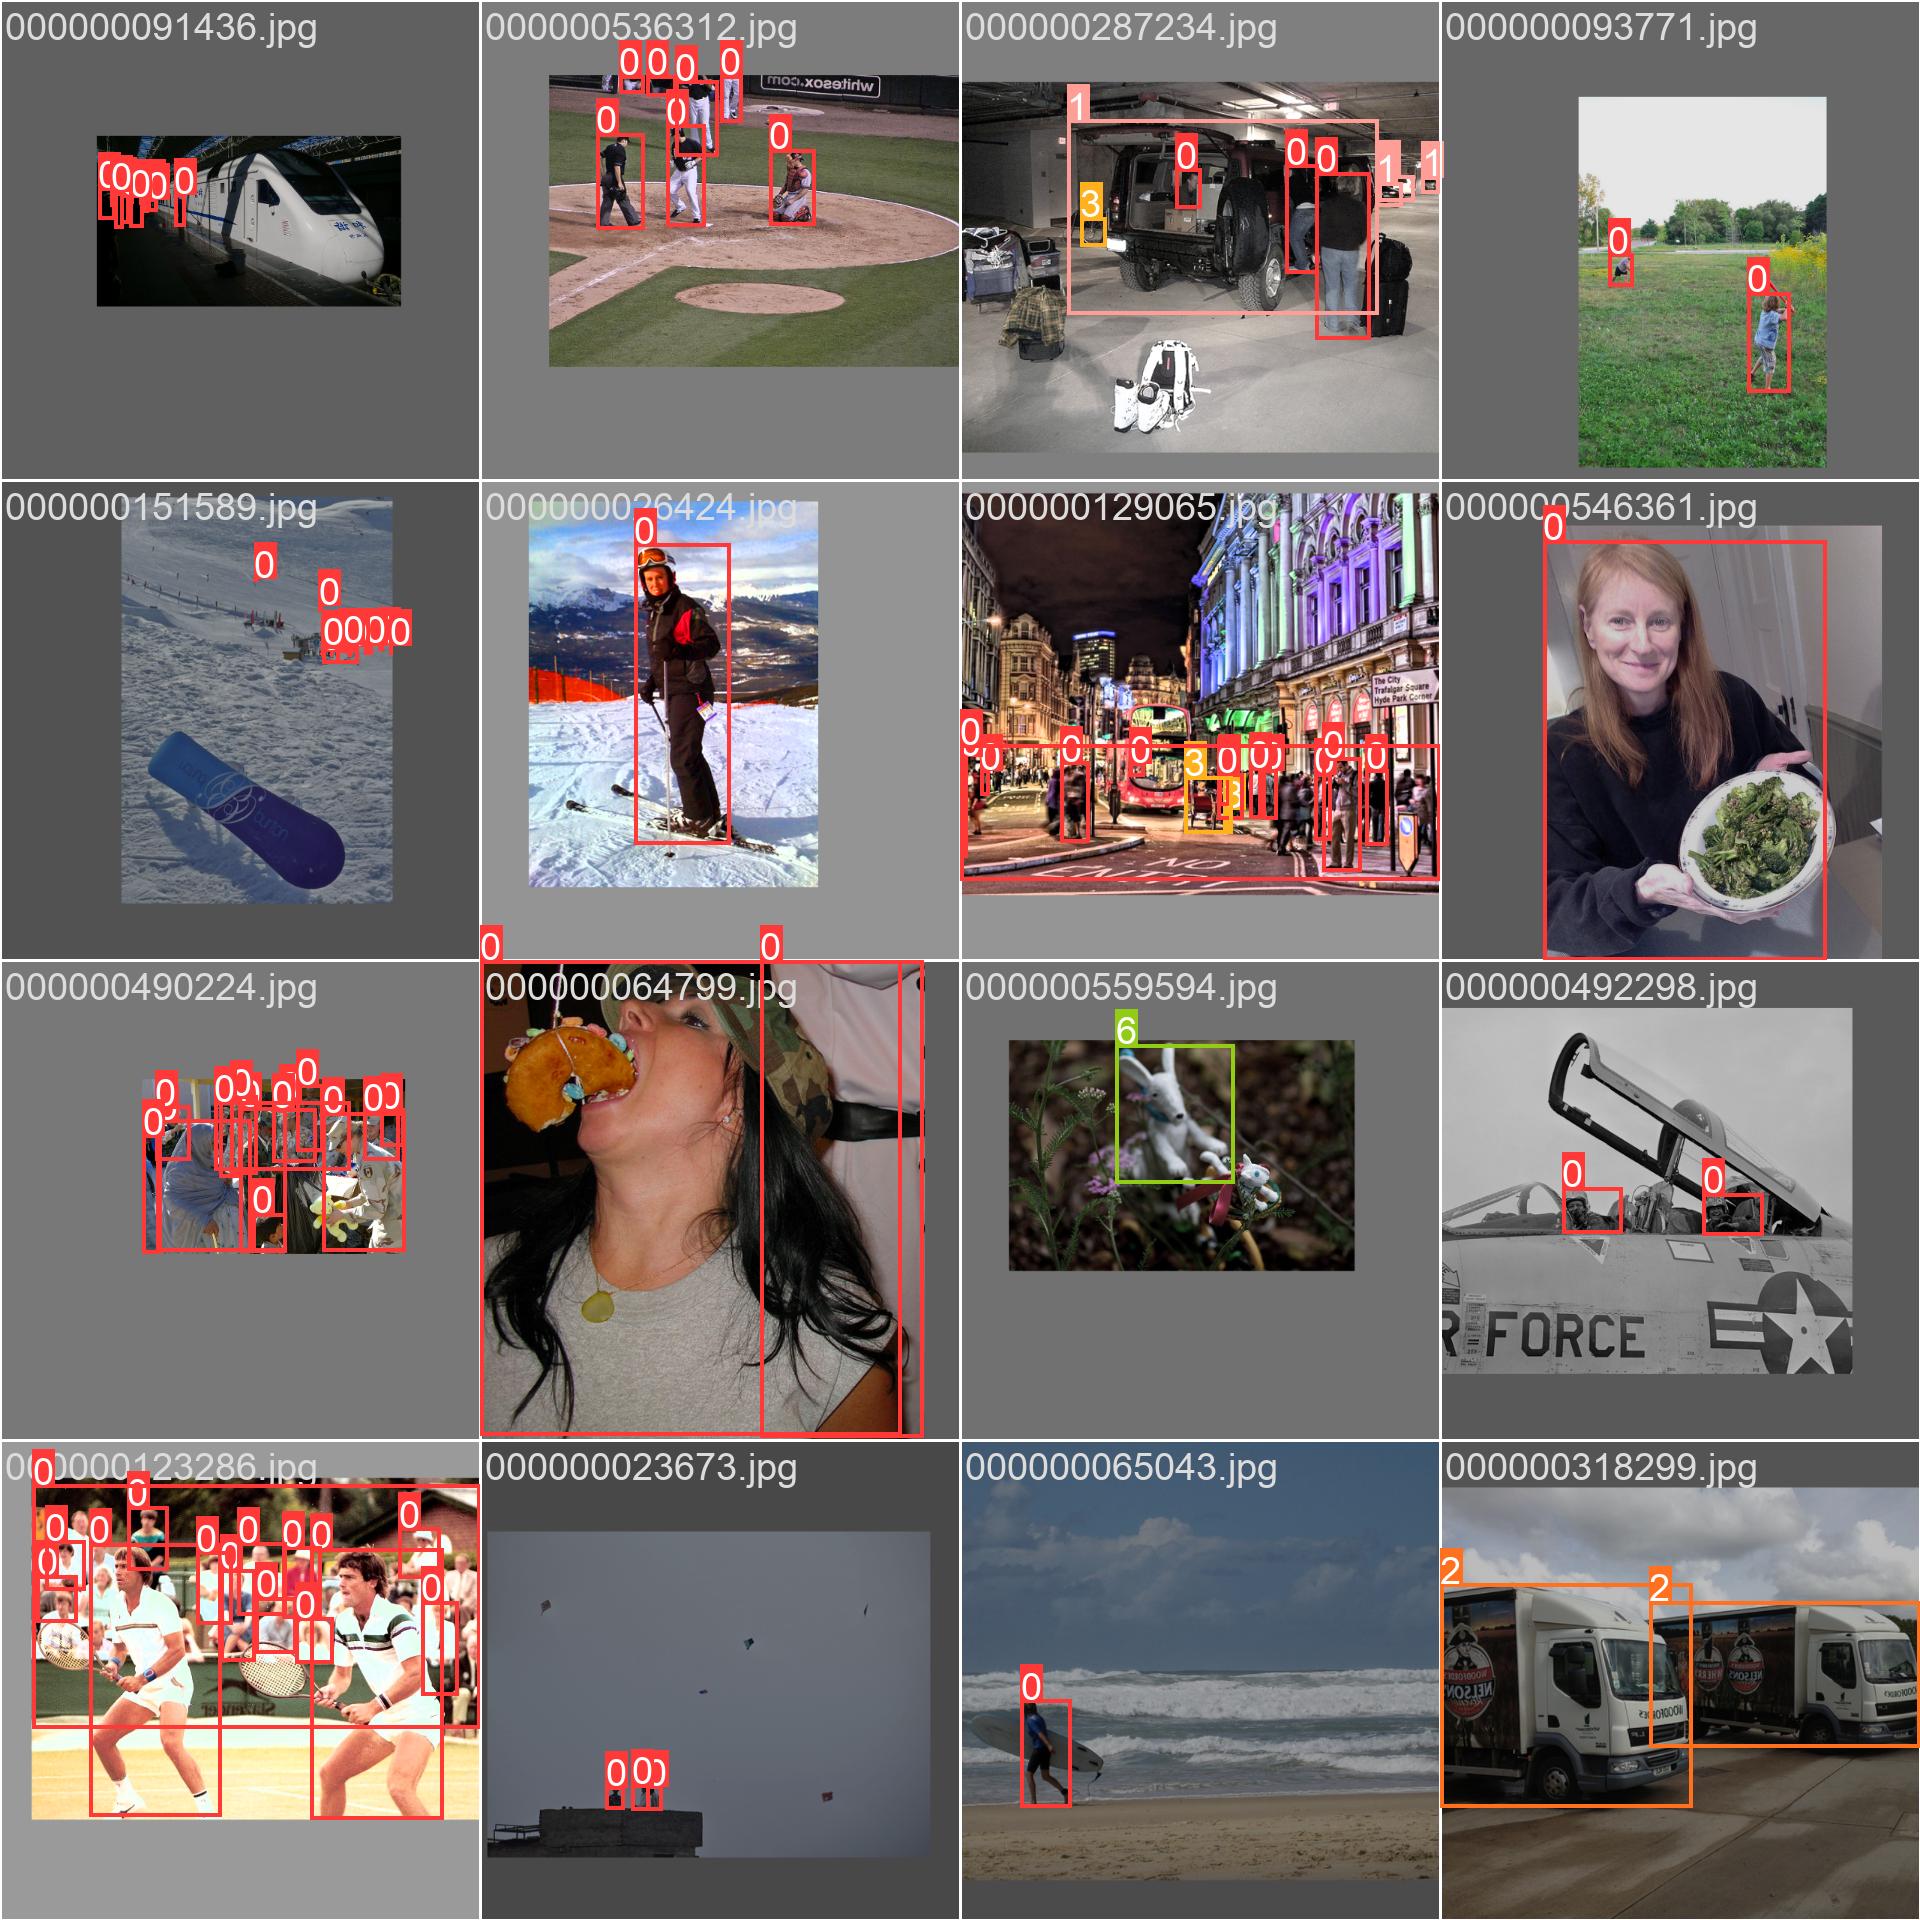 000000091436.jpg
000000536312.jpg
000000287234.jpg
000000093771.jpg
whitesox.com
0
0
0
0
0
0
0
0
0
0
0
0
1
0
0
0
1
1
3
0
0
000000151589.jpg
000000026424.jpg
000000129065.jpg
000000546361.jpg
0
0
0
0
0
0
burton
0
The City
Trafalgar Square
Hyde Park Corner
0
0
0
0
3
0
0
0
0
NO
ENTRY
0
000000490224.jpg
000000064799.jpg
000000559594.jpg
000000492298.jpg
0
0
0
0
0
0
0
0
0
0
0
6
0
0
R FORCE
000000123286.jpg
000000023673.jpg
000000065043.jpg
000000318299.jpg
0
0
0
0
0
0
0
0
0
0
0
0
0
0
Slazenger
0
0
0
0
2
2
NELSON'S
WOODFORDE'S
WHERRY
NELSON'S
WOODFORDE'S